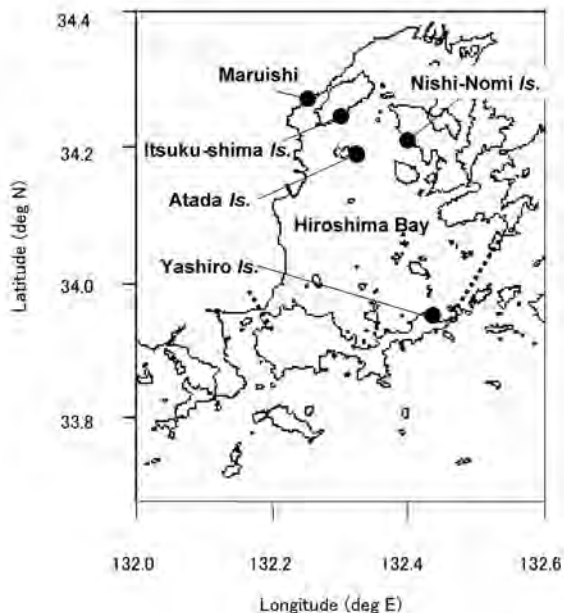 34.4
Maruishi
Nishi-Nomi Is.
34.2
Itsuku-shima Is.
Atada Is.
Hiroshima Bay
Yashiro Is.
34.0
33.8
Latitude (deg N)
132.0
132.2
132.4
132.6
Longitude (deg E)